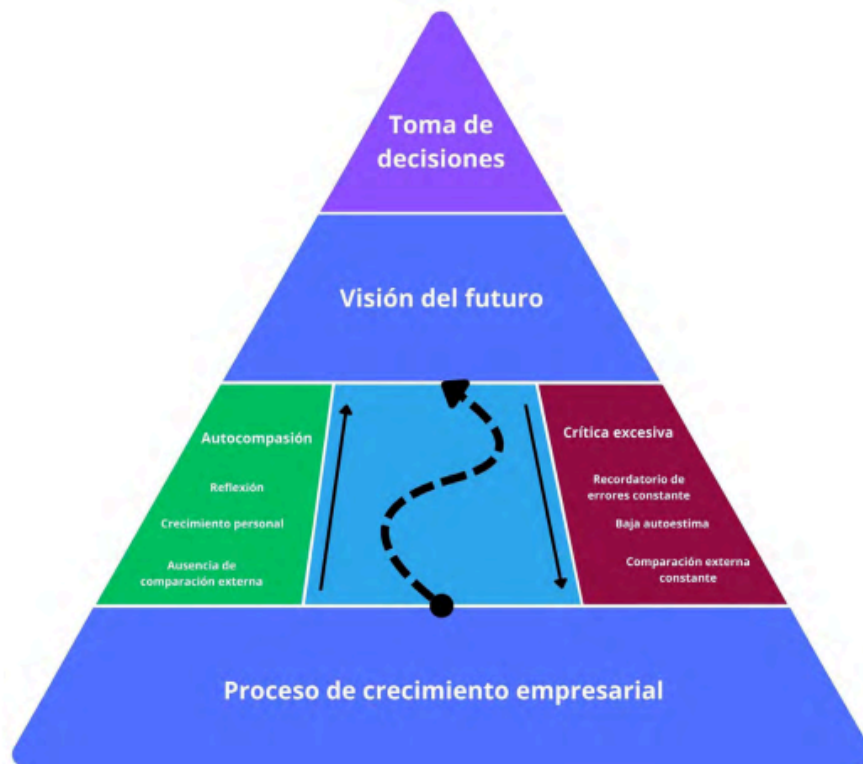 Toma de
decisiones
Visión del futuro
Autocompasión
Reflexión
Crecimiento personal
Ausencia de
comparación externa
Crítica excesiva
Recordatorio de
errores constante
Baja autoestima
Comparación externa
constante
Proceso de crecimiento empresarial